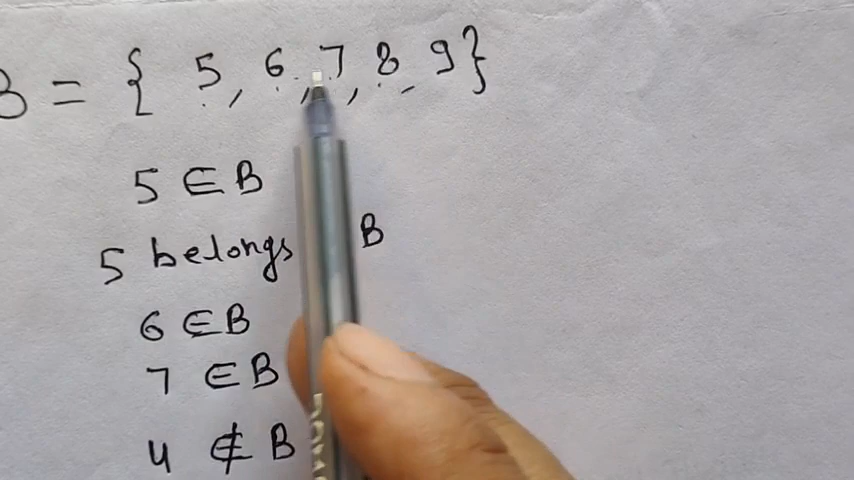 B = { 5, 6, 7, 8, 9}
5 ∈ B
5 belongs B
6 ∈ B
7 ∈ B
4 ∉ B